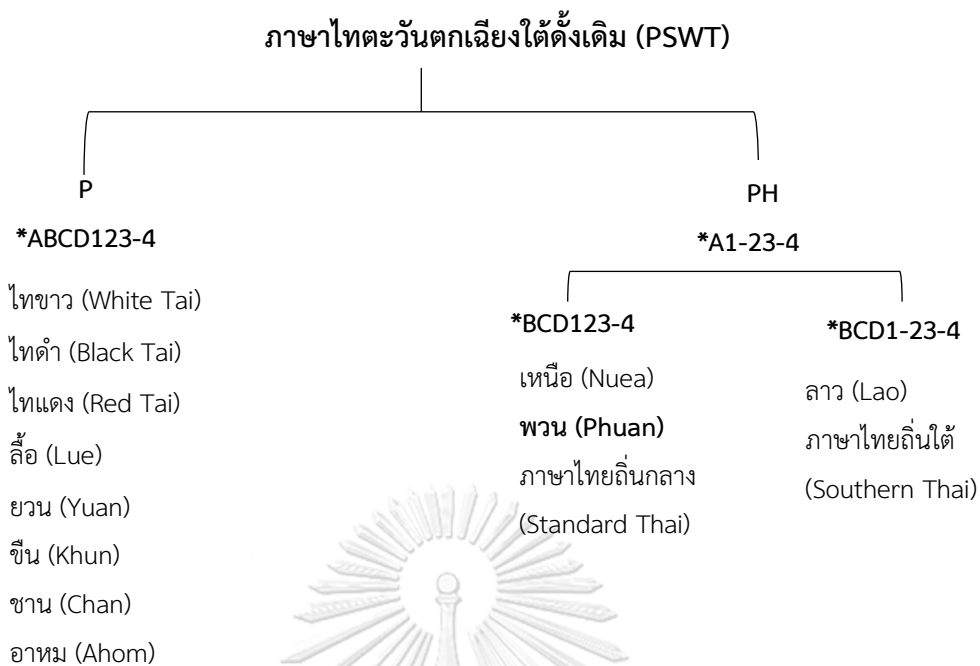 ภาษาไทตะวันตกเฉียงใต้ดั้งเดิม (PSWT)
P
*ABCD123-4
ไทขาว (White Tai)
ไทดำ (Black Tai)
ไทแดง (Red Tai)
ลื้อ (Lue)
ยวน (Yuan)
ขืน (Khun)
ชาน (Chan)
อาหม (Ahom)
PH
*A1-23-4
*BCD123-4
เหนือ (Nuea)
พวน (Phuan)
ภาษาไทยถิ่นกลาง
(Standard Thai)
*BCD1-23-4
ลาว (Lao)
ภาษาไทยถิ่นใต้
(Southern Thai)